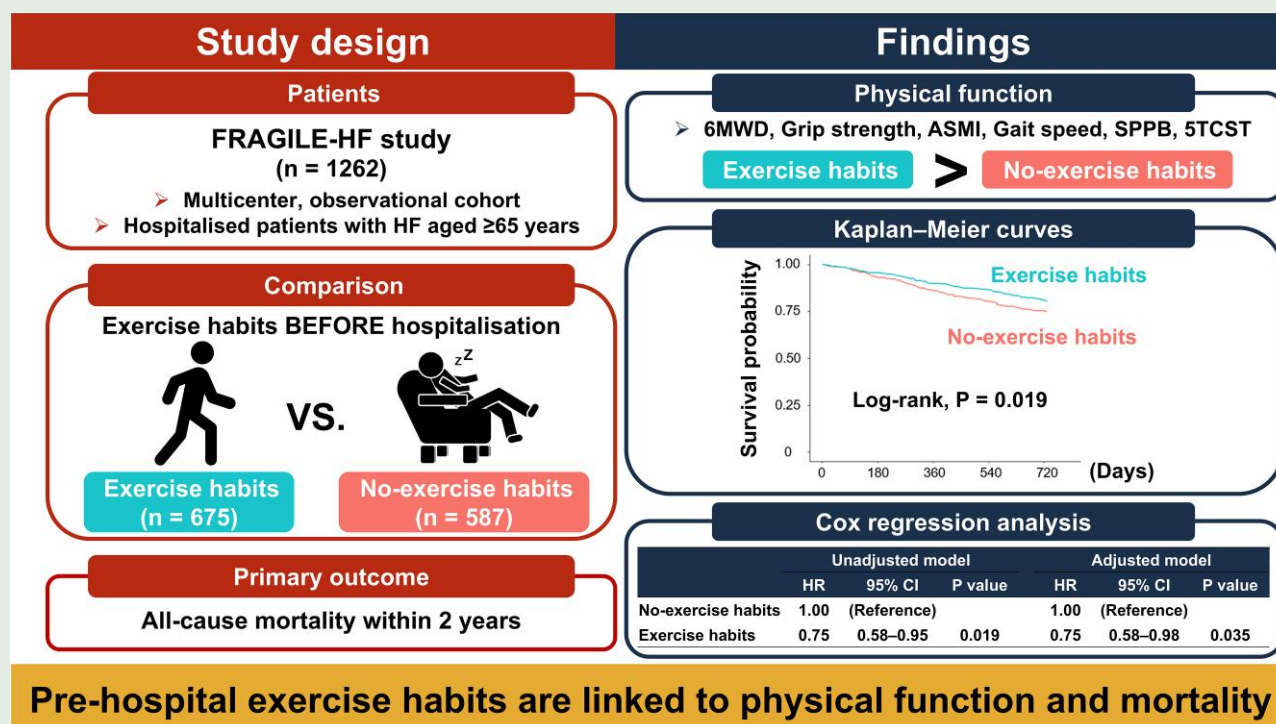 Study design
Patients
FRAGILE-HF study
(n = 1262)
➢ Multicenter, observational cohort
➢ Hospitalised patients with HF aged ≥65 years
Comparison
Exercise habits BEFORE hospitalisation
zZ
VS.
Exercise habits
(n = 675)
No-exercise habits
(n = 587)
Primary outcome
All-cause mortality within 2 years
Findings
Physical function
➢ 6MWD, Grip strength, ASMI, Gait speed, SPPB, 5TCST
Exercise habits > No-exercise habits
Kaplan–Meier curves
Survival probability
1.00
0.75
0.50
0.25
0
Exercise habits
No-exercise habits
Log-rank, P = 0.019
0 180 360 540 720 (Days)
Cox regression analysis
Unadjusted model Adjusted model
HR 95% CI P value HR 95% CI P value
No-exercise habits 1.00 (Reference) 1.00 (Reference)
Exercise habits 0.75 0.58–0.95 0.019 0.75 0.58–0.98 0.035
Pre-hospital exercise habits are linked to physical function and mortality